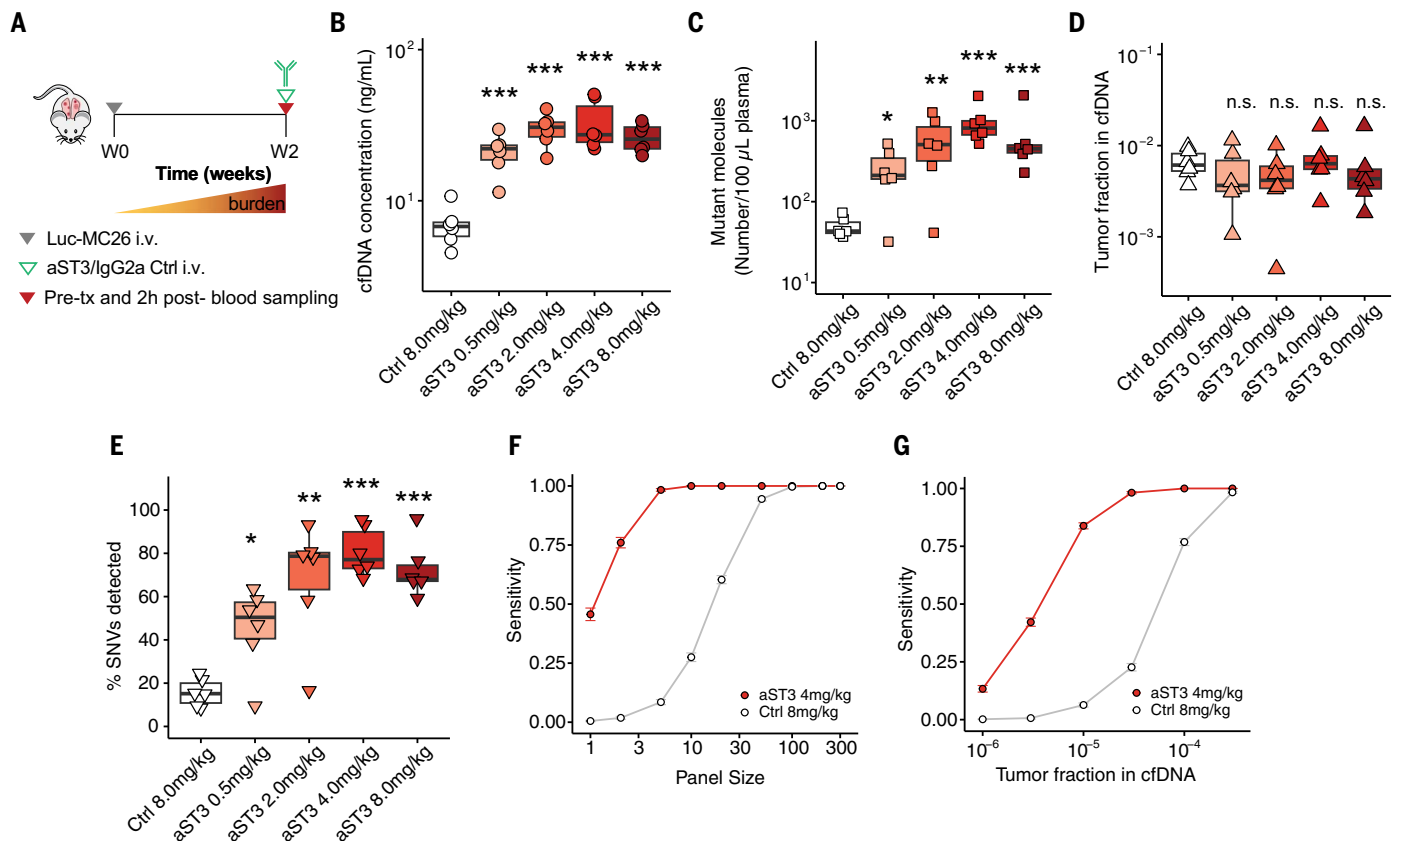 A
W0
W2
Time (weeks)
burden
Luc-MC26 i.v.
aST3/IgG2a Ctrl i.v.
Pre-tx and 2h post- blood sampling
B
cfDNA concentration (ng/mL)
10²
10¹
***
***
***
***
Ctrl 8.0mg/kg
aST3 0.5mg/kg
aST3 2.0mg/kg
aST3 4.0mg/kg
aST3 8.0mg/kg
C
Mutant molecules
(Number/100 µL plasma)
10³
10²
10¹
*
**
***
***
Ctrl 8.0mg/kg
aST3 0.5mg/kg
aST3 2.0mg/kg
aST3 4.0mg/kg
aST3 8.0mg/kg
D
Tumor fraction in cfDNA
10⁻¹
10⁻²
10⁻³
n.s.
n.s.
n.s.
n.s.
Ctrl 8.0mg/kg
aST3 0.5mg/kg
aST3 2.0mg/kg
aST3 4.0mg/kg
aST3 8.0mg/kg
E
% SNVs detected
100
80
60
40
20
0
*
**
***
***
Ctrl 8.0mg/kg
aST3 0.5mg/kg
aST3 2.0mg/kg
aST3 4.0mg/kg
aST3 8.0mg/kg
F
Sensitivity
1.00
0.75
0.50
0.25
0.00
aST3 4mg/kg
Ctrl 8mg/kg
1 3 10 30 100 300
Panel Size
G
Sensitivity
1.00
0.75
0.50
0.25
0.00
aST3 4mg/kg
Ctrl 8mg/kg
10⁻⁶ 10⁻⁵ 10⁻⁴
Tumor fraction in cfDNA